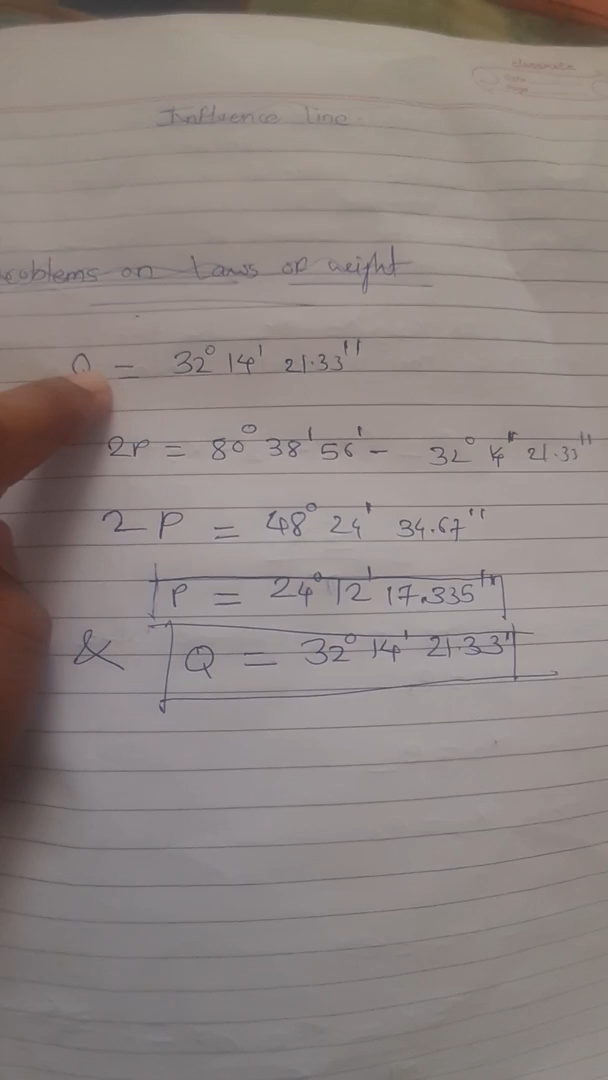 Influence line
roblems on Laws of weight
Q = 32° 14' 21.33"
2P = 80° 38' 56' - 32° 14" 21.33"
2P = 48° 24' 34.67"
P = 24° 12' 17.335"
& Q = 32° 14' 21.33"